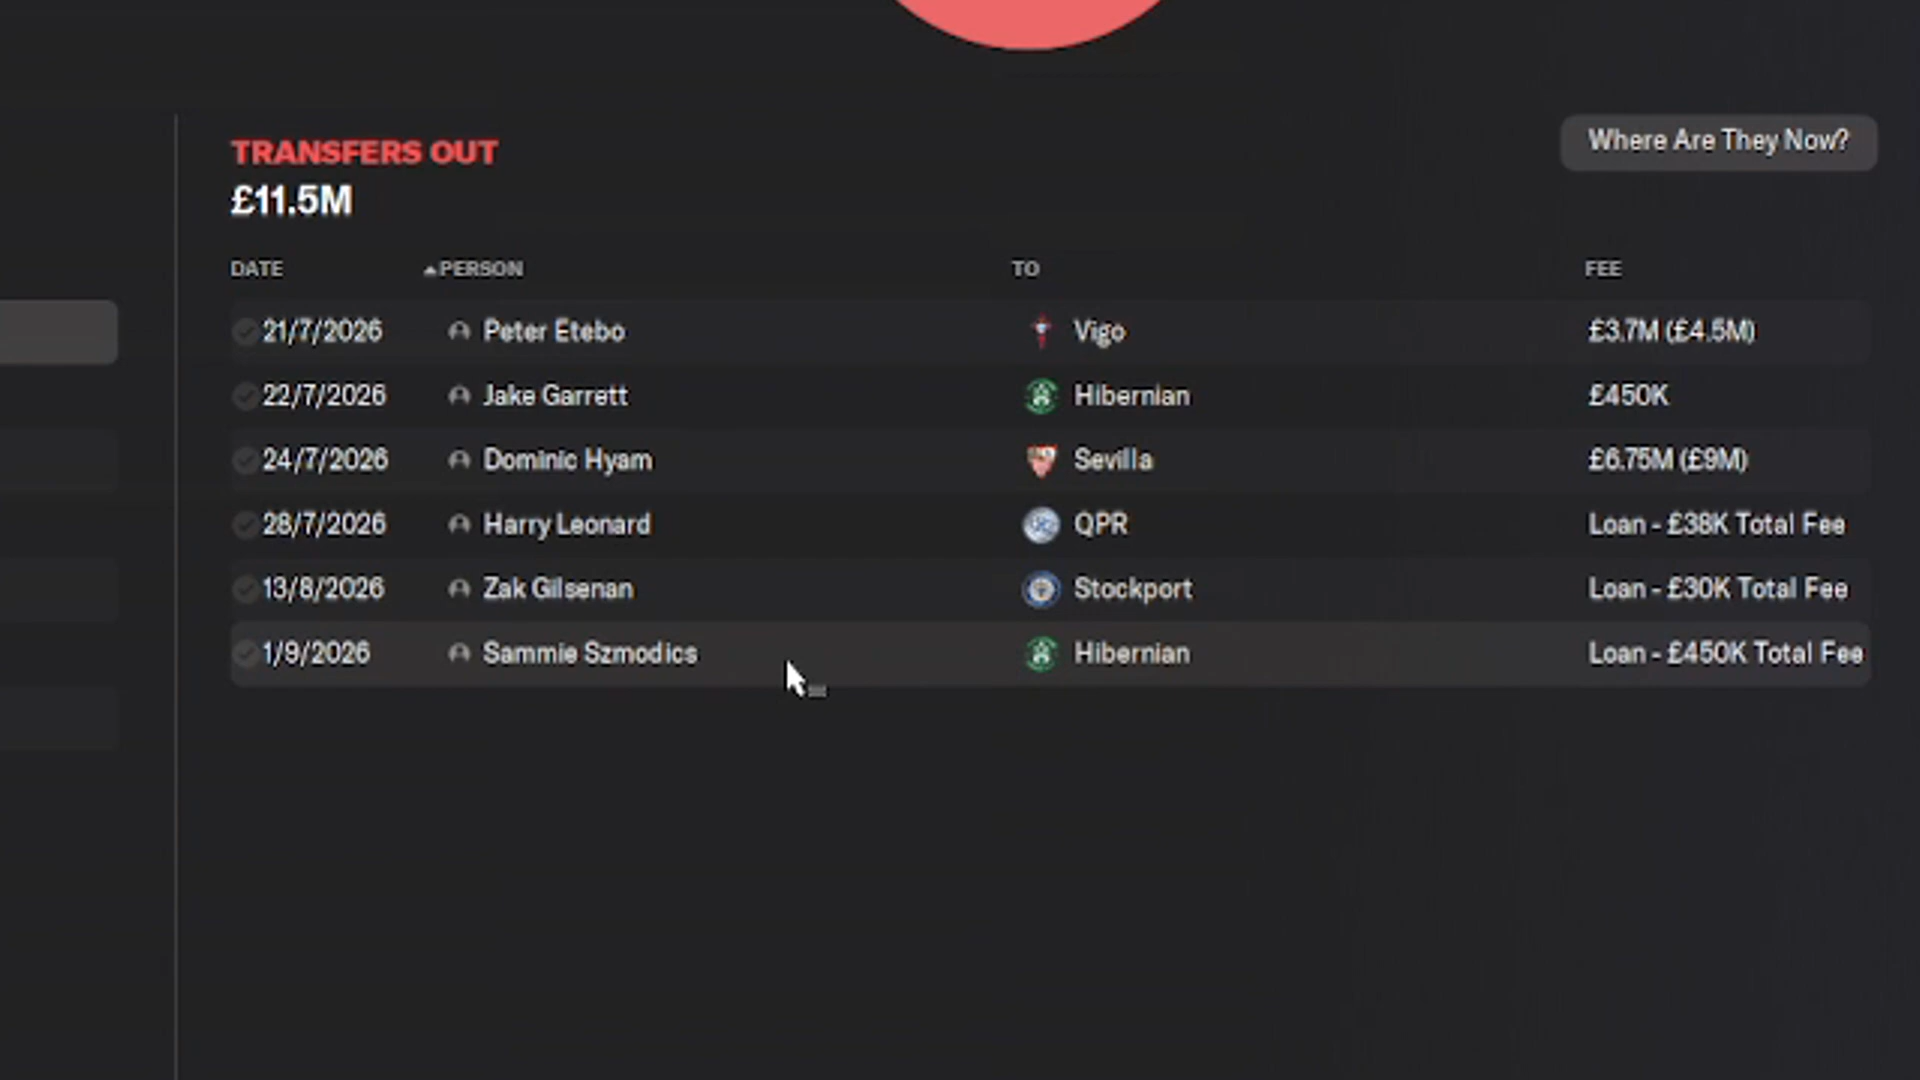 TRANSFERS OUT
£11.5M
Where Are They Now?
DATE PERSON TO FEE
21/7/2026 Peter Etebo Vigo £3.7M (£4.5M)
22/7/2026 Jake Garrett Hibernian £450K
24/7/2026 Dominic Hyam Sevilla £6.75M (£9M)
28/7/2026 Harry Leonard QPR Loan - £38K Total Fee
13/8/2026 Zak Gilsenan Stockport Loan - £30K Total Fee
1/9/2026 Sammie Szmodics Hibernian Loan - £450K Total Fee